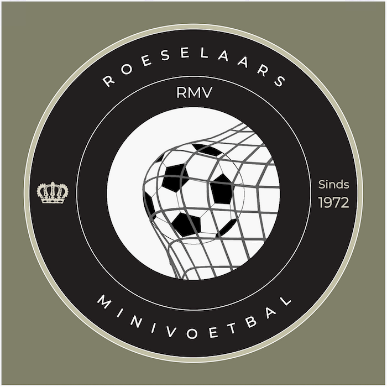 ROESELAARS
RMV
Sinds
1972
MINIVOETBAL